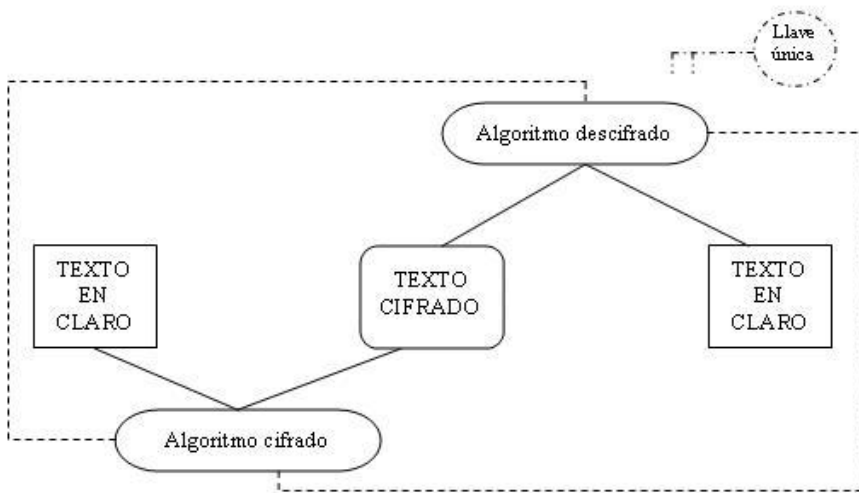 Llave
única
Algoritmo descifrado
TEXTO
EN
CLARO
TEXTO
CIFRADO
TEXTO
EN
CLARO
Algoritmo cifrado